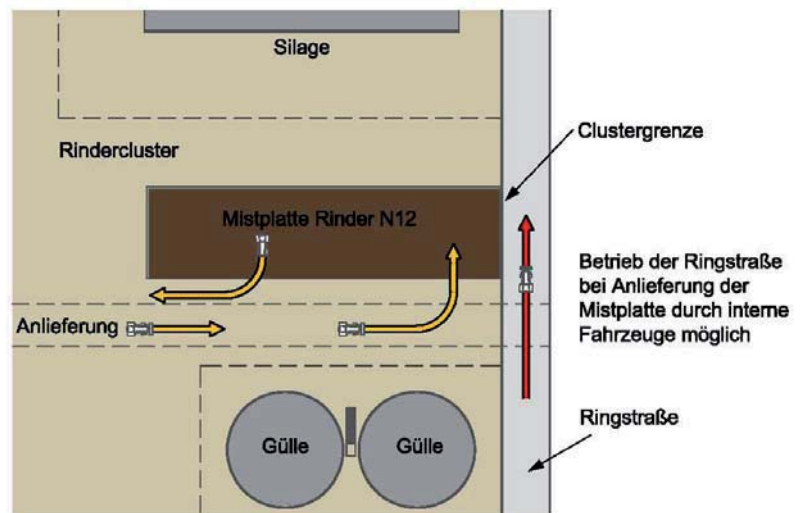 Silage
Clustergrenze
Rindercluster
Mistplatte Rinder N12
Betrieb der Ringstraße
bei Anlieferung der
Mistplatte durch interne
Fahrzeuge möglich
Anlieferung
Ringstraße
Gülle
Gülle